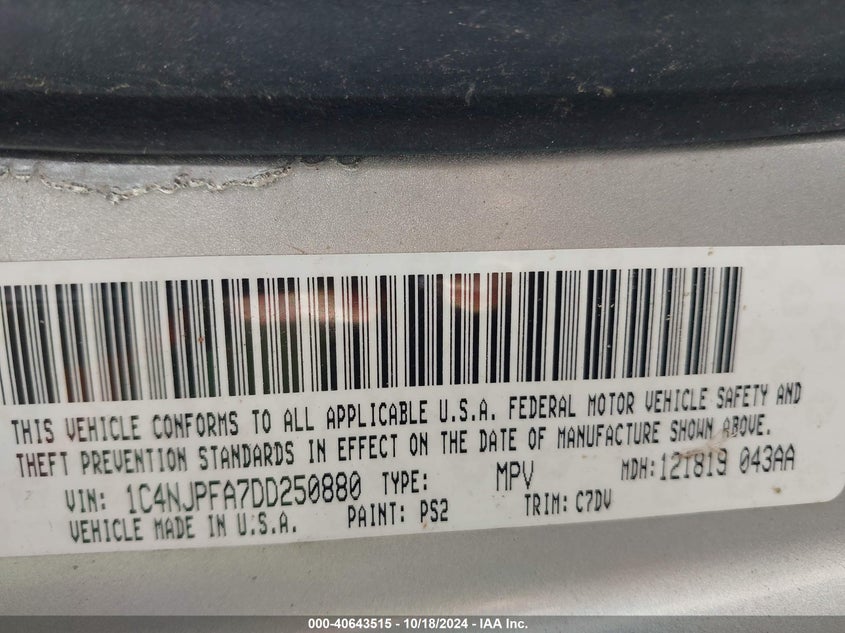 THIS VEHICLE CONFORMS TO ALL APPLICABLE U.S.A. FEDERAL MOTOR VEHICLE SAFETY AND
THEFT PREVENTION STANDARDS IN EFFECT ON THE DATE OF MANUFACTURE SHOWN ABOVE.
VIN: 1C4NJPFA7DD250880 TYPE: MPV MDH: 121819 043AA
VEHICLE MADE IN U.S.A. PAINT: PS2 TRIM: C7DV
000-40643515 - 10/18/2024 - IAA Inc.